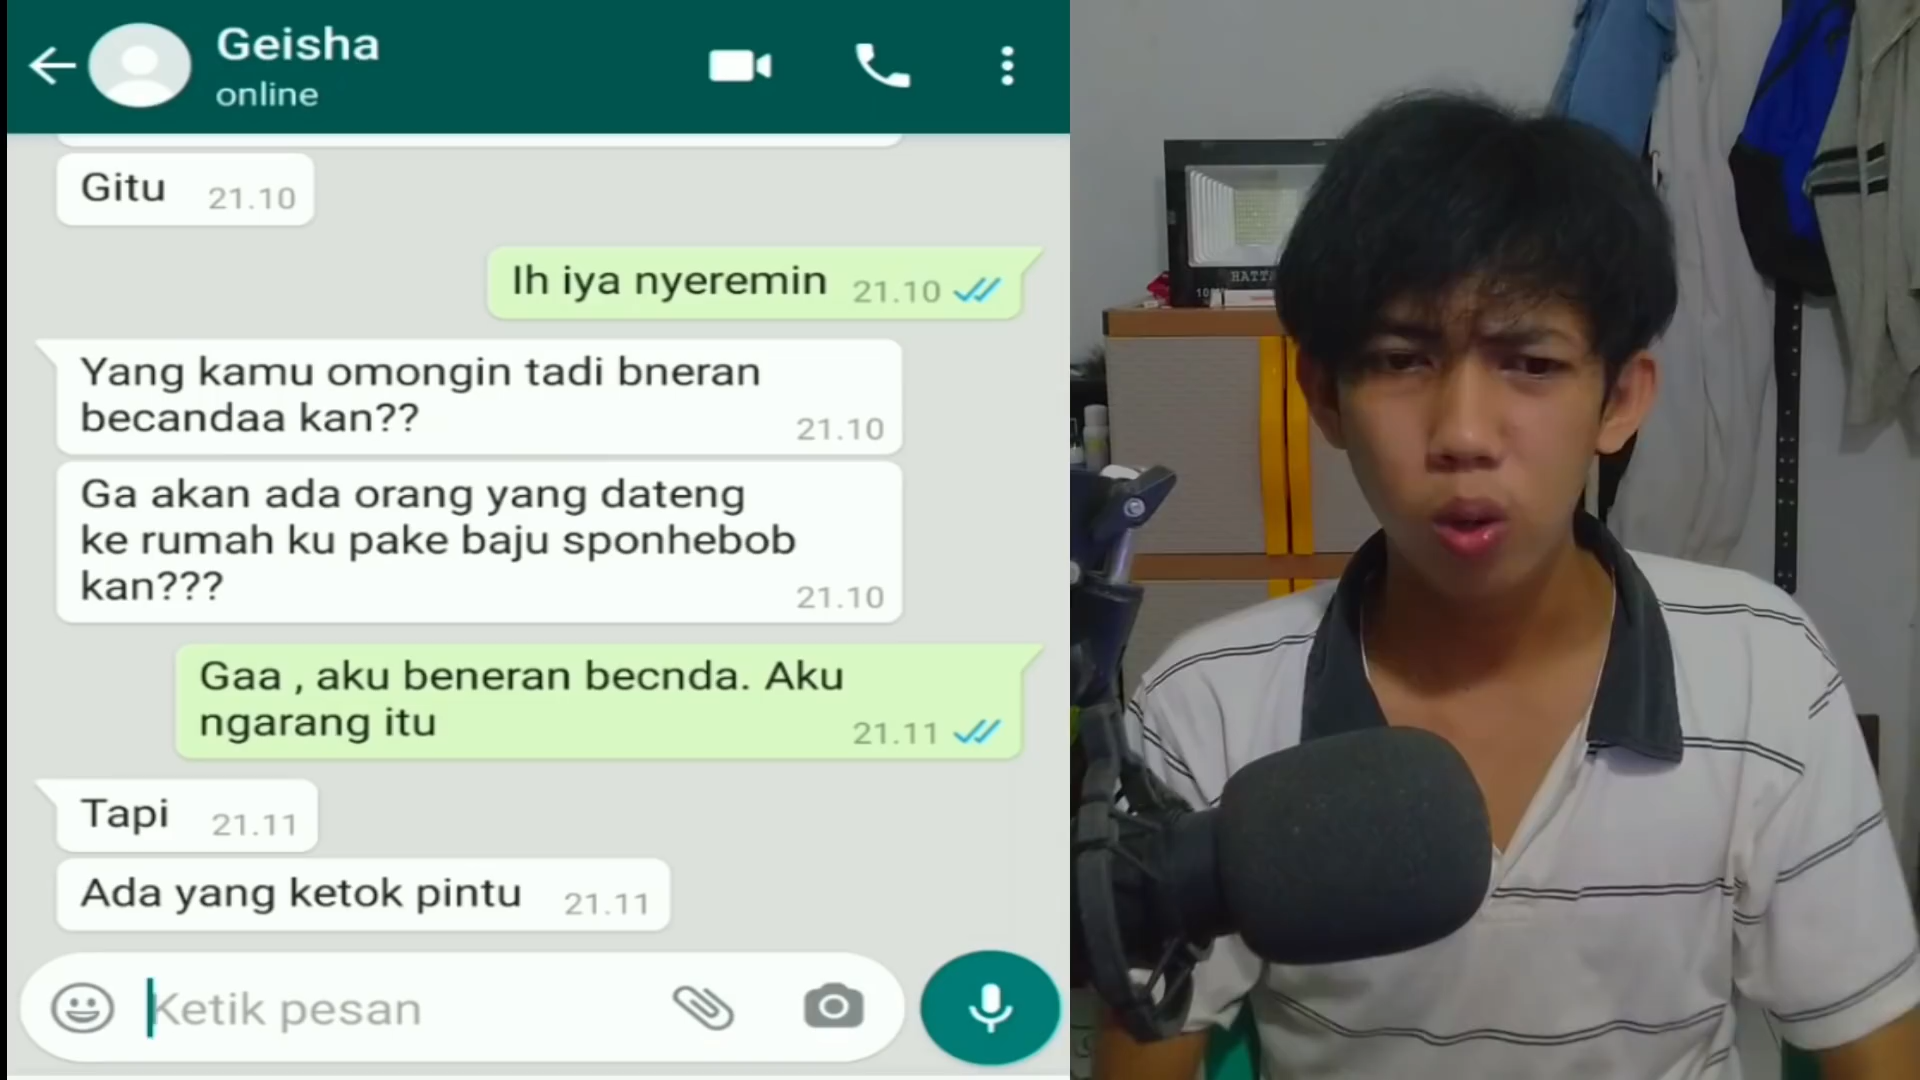 Geisha
online
Gitu 21.10
Ih iya nyeremin 21.10
Yang kamu omongin tadi bneran
becandaa kan??
21.10
Ga akan ada orang yang dateng
ke rumah ku pake baju sponhebob
kan???
21.10
Gaa , aku beneran becnda. Aku
ngarang itu
21.11
Tapi 21.11
Ada yang ketok pintu 21.11
Ketik pesan
HATT